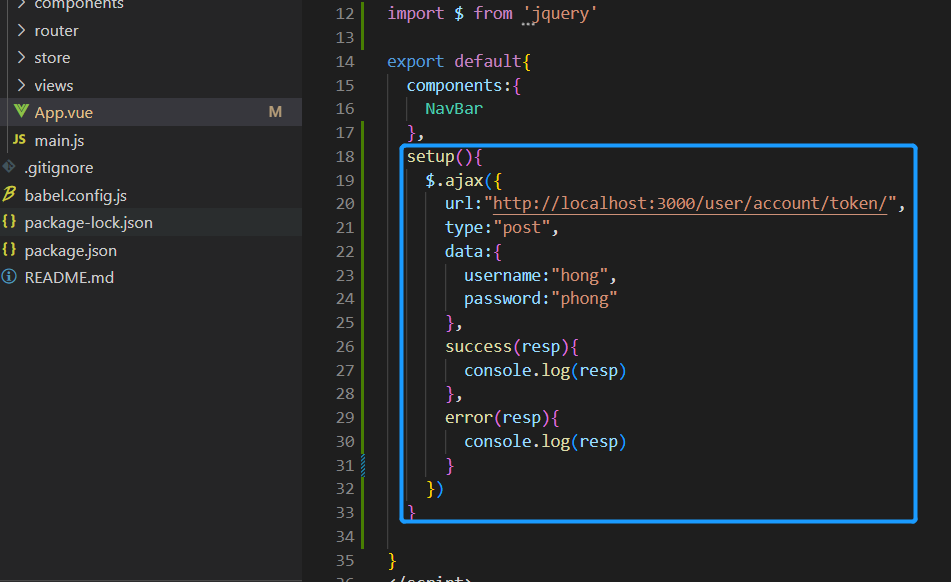 components
router
store
views
App.vue M
JS main.js
.gitignore
babel.config.js
{} package-lock.json
{} package.json
README.md
12 import $ from 'jquery'
13
14 export default{
15 components:{
16 NavBar
17 },
18 setup(){
19 $.ajax({
20 url:"http://localhost:3000/user/account/token/",
21 type:"post",
22 data:{
23 username:"hong",
24 password:"phong"
25 },
26 success(resp){
27 console.log(resp)
28 },
29 error(resp){
30 console.log(resp)
31 }
32 })
33 }
34
35 }
36 </script>